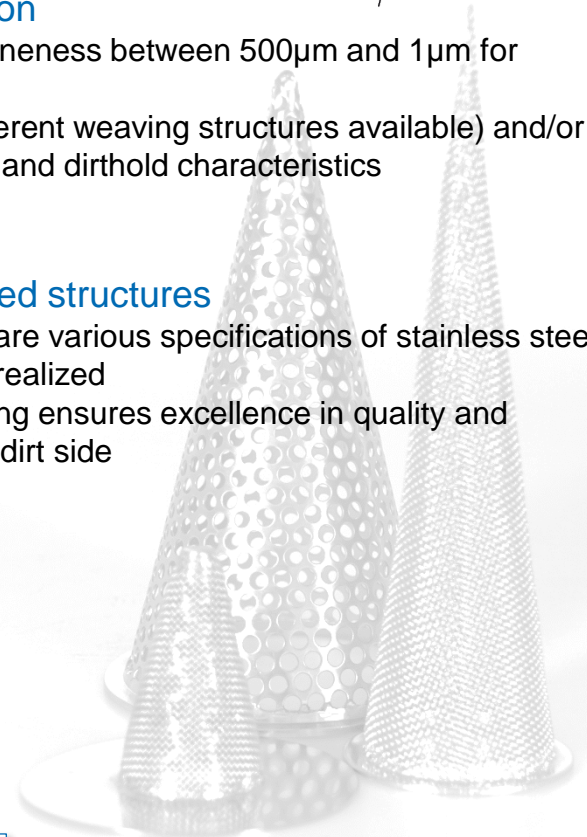 on
neness between 500µm and 1µm for
erent weaving structures available) and/or
and dirthold characteristics
ed structures
are various specifications of stainless stee
realized
ng ensures excellence in quality and
dirt side